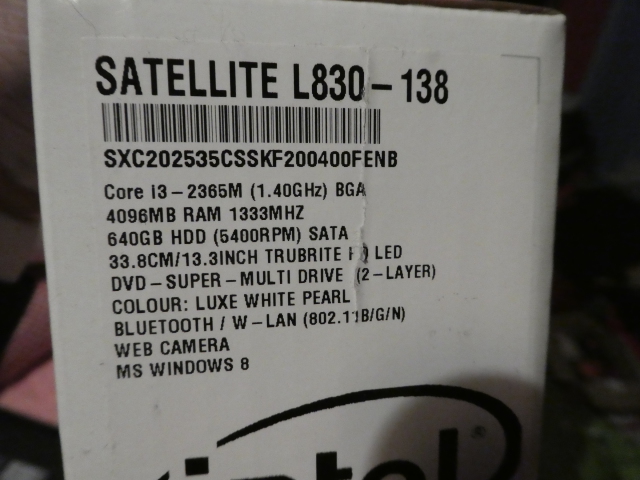 SATELLITE L830-138
SXC202535CSSKF200400FENB
Core i3-2365M (1.40GHz) BGA
4096MB RAM 1333MHZ
640GB HDD (5400RPM) SATA
33.8CM/13.3INCH TRUBRITE LED
DVD-SUPER-MULTI DRIVE (2-LAYER)
COLOUR: LUXE WHITE PEARL
BLUETOOTH / W-LAN (802.11B/G/N)
WEB CAMERA
MS WINDOWS 8
intel®